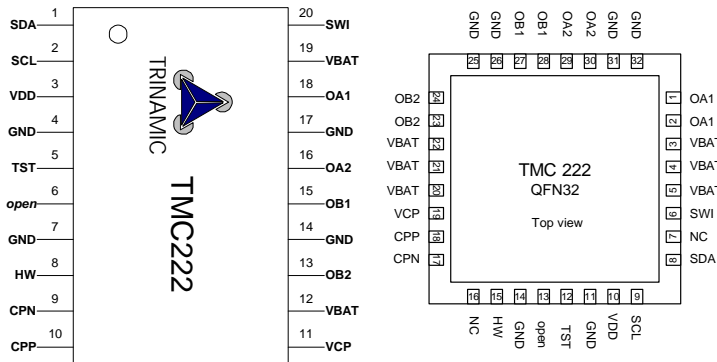 1 20
SDA SWI
2 19
SCL VBAT
3 18
VDD OA1
4 17
GND GND
5 16
TST OA2
6 15
open OB1
7 14
GND GND
8 13
HW OB2
9 12
CPN VBAT
10 11
CPP VCP
TRINAMIC
TMC222
GND GND OB1 OB1 OA2 OA2 GND GND
25 26 27 28 29 30 31 32
OB2 24 1 OA1
OB2 23 2 OA1
VBAT 22 3 VBAT
VBAT 21 4 VBAT
VBAT 20 5 VBAT
VCP 19 6 SWI
CPP 18 7 NC
CPN 17 8 SDA
TMC 222
QFN32
Top view
16 15 14 13 12 11 10 9
NC HW GND open TST GND VDD SCL